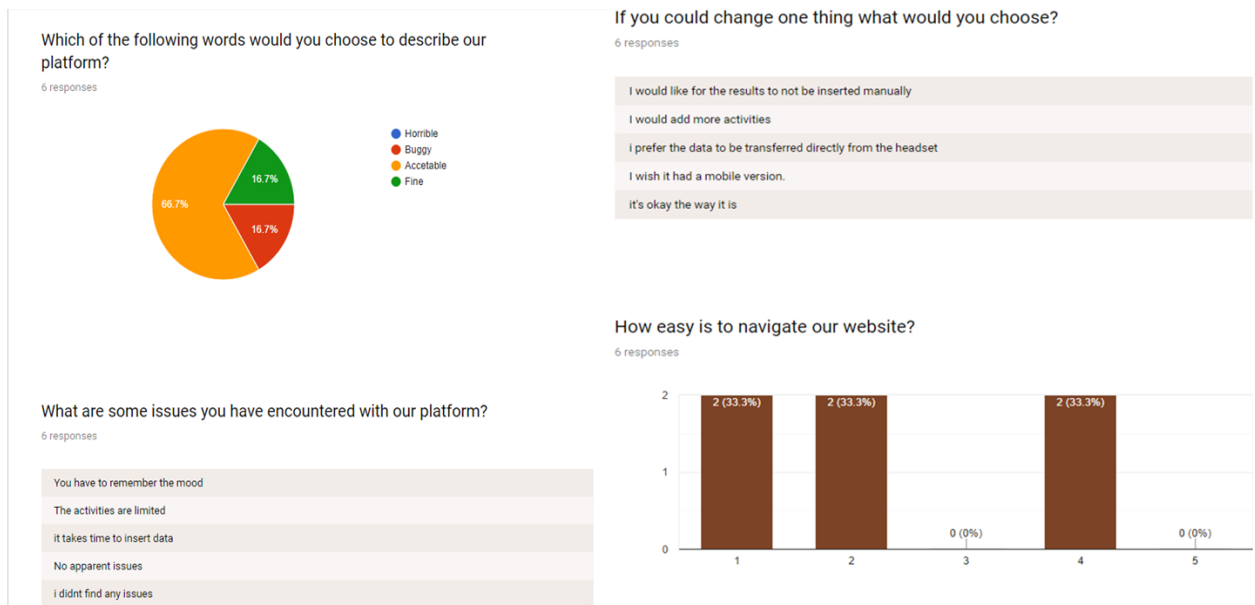 Which of the following words would you choose to describe our
platform?
6 responses
Horrible
Buggy
Accetable
Fine
16.7%
66.7%
16.7%
What are some issues you have encountered with our platform?
6 responses
You have to remember the mood
The activities are limited
it takes time to insert data
No apparent issues
i didnt find any issues
If you could change one thing what would you choose?
6 responses
I would like for the results to not be inserted manually
I would add more activities
i prefer the data to be transferred directly from the headset
I wish it had a mobile version.
it's okay the way it is
How easy is to navigate our website?
6 responses
2
1
0
2 (33.3%)
2 (33.3%)
0 (0%)
2 (33.3%)
0 (0%)
1
2
3
4
5